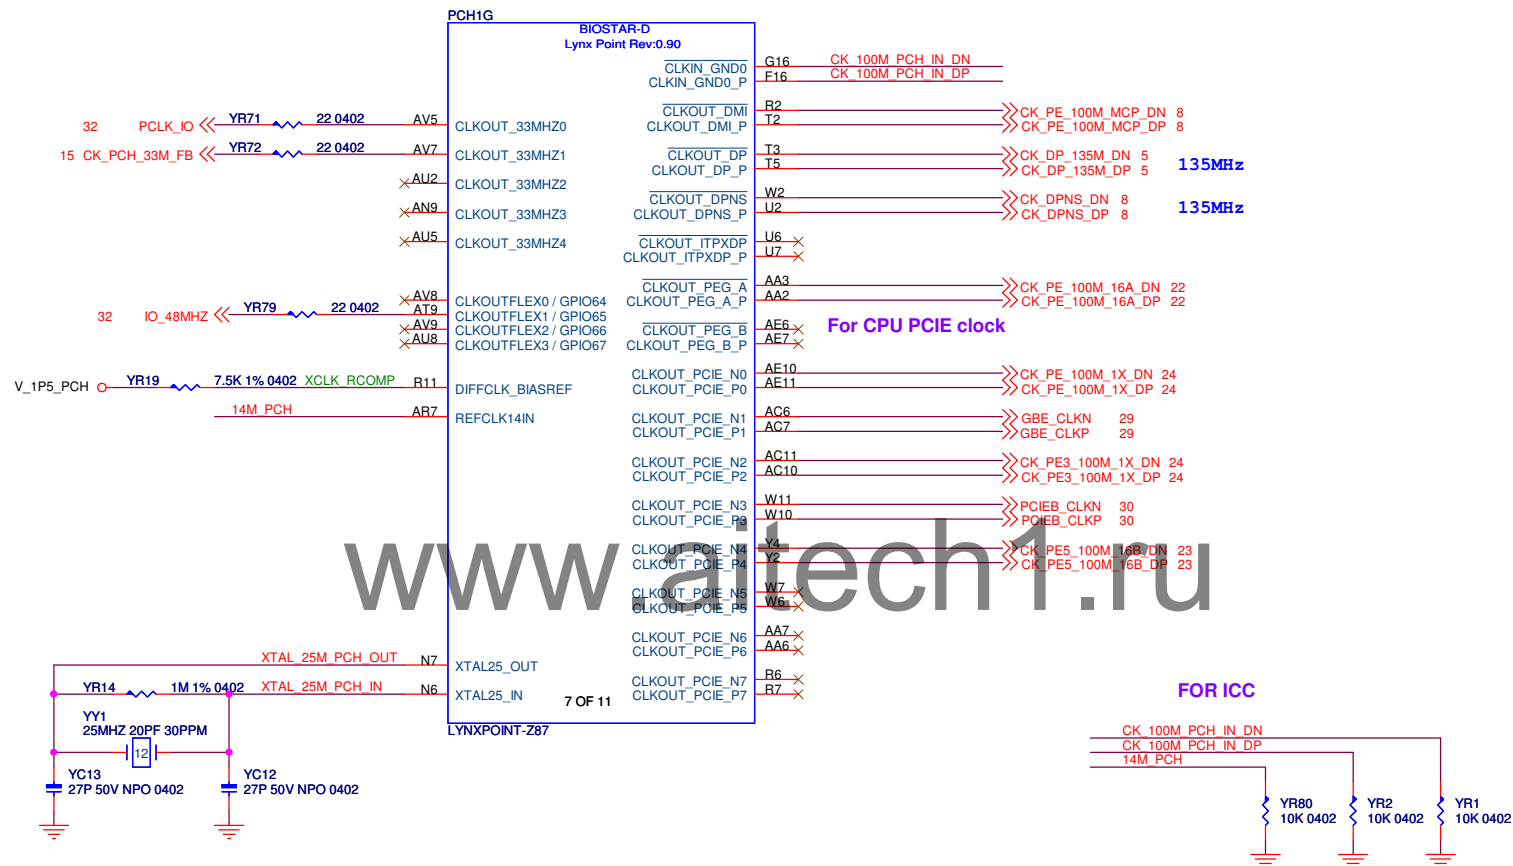 PCH1G
BIOSTAR-D
Lynx Point Rev:0.90
CLKIN_GND0 G16 CK_100M_PCH_IN_DN
CLKIN_GND0_P F16 CK_100M_PCH_IN_DP
CLKOUT_DMI R2 CK_PE_100M_MCP_DN 8
CLKOUT_DMI_P T2 CK_PE_100M_MCP_DP 8
32 PCLK_IO YR71 22 0402 AV5 CLKOUT_33MHZ0
15 CK_PCH_33M_FB YR72 22 0402 AV7 CLKOUT_33MHZ1
CLKOUT_DP T3 CK_DP_135M_DN 5
CLKOUT_DP_P T5 CK_DP_135M_DP 5
135MHz
AU2 CLKOUT_33MHZ2
CLKOUT_DPNS W2 CK_DPNS_DN 8
CLKOUT_DPNS_P U2 CK_DPNS_DP 8
135MHz
AN9 CLKOUT_33MHZ3
AU5 CLKOUT_33MHZ4
CLKOUT_ITPXDP U6
CLKOUT_ITPXDP_P U7
CLKOUT_PEG_A AA3 CK_PE_100M_16A_DN 22
CLKOUT_PEG_A_P AA2 CK_PE_100M_16A_DP 22
AV8 CLKOUTFLEX0 / GPIO64
32 IO_48MHZ YR79 22 0402 AT9 CLKOUTFLEX1 / GPIO65
AV9 CLKOUTFLEX2 / GPIO66
AU8 CLKOUTFLEX3 / GPIO67
For CPU PCIE clock
CLKOUT_PEG_B AE6
CLKOUT_PEG_B_P AE7
CLKOUT_PCIE_N0 AE10 CK_PE_100M_1X_DN 24
CLKOUT_PCIE_P0 AE11 CK_PE_100M_1X_DP 24
V_1P5_PCH YR19 7.5K 1% 0402 XCLK_RCOMP R11 DIFFCLK_BIASREF
14M_PCH AR7 REFCLK14IN
CLKOUT_PCIE_N1 AC6 GBE_CLKN 29
CLKOUT_PCIE_P1 AC7 GBE_CLKP 29
CLKOUT_PCIE_N2 AC11 CK_PE3_100M_1X_DN 24
CLKOUT_PCIE_P2 AC10 CK_PE3_100M_1X_DP 24
CLKOUT_PCIE_N3 W11 PCIEB_CLKN 30
CLKOUT_PCIE_P3 W10 PCIEB_CLKP 30
CLKOUT_PCIE_N4 Y4 CK_PE5_100M_16B_DN 23
CLKOUT_PCIE_P4 Y2 CK_PE5_100M_16B_DP 23
www.aitech1.ru
CLKOUT_PCIE_N5 W7
CLKOUT_PCIE_P5 W6
CLKOUT_PCIE_N6 AA7
CLKOUT_PCIE_P6 AA6
XTAL_25M_PCH_OUT N7 XTAL25_OUT
YR14 1M 1% 0402 XTAL_25M_PCH_IN N6 XTAL25_IN
CLKOUT_PCIE_N7 R6
CLKOUT_PCIE_P7 R7
7 OF 11
LYNXPOINT-Z87
YY1
25MHZ 20PF 30PPM
12
YC13
27P 50V NPO 0402
YC12
27P 50V NPO 0402
FOR ICC
CK_100M_PCH_IN_DN
CK_100M_PCH_IN_DP
14M_PCH
YR80
10K 0402
YR2
10K 0402
YR1
10K 0402